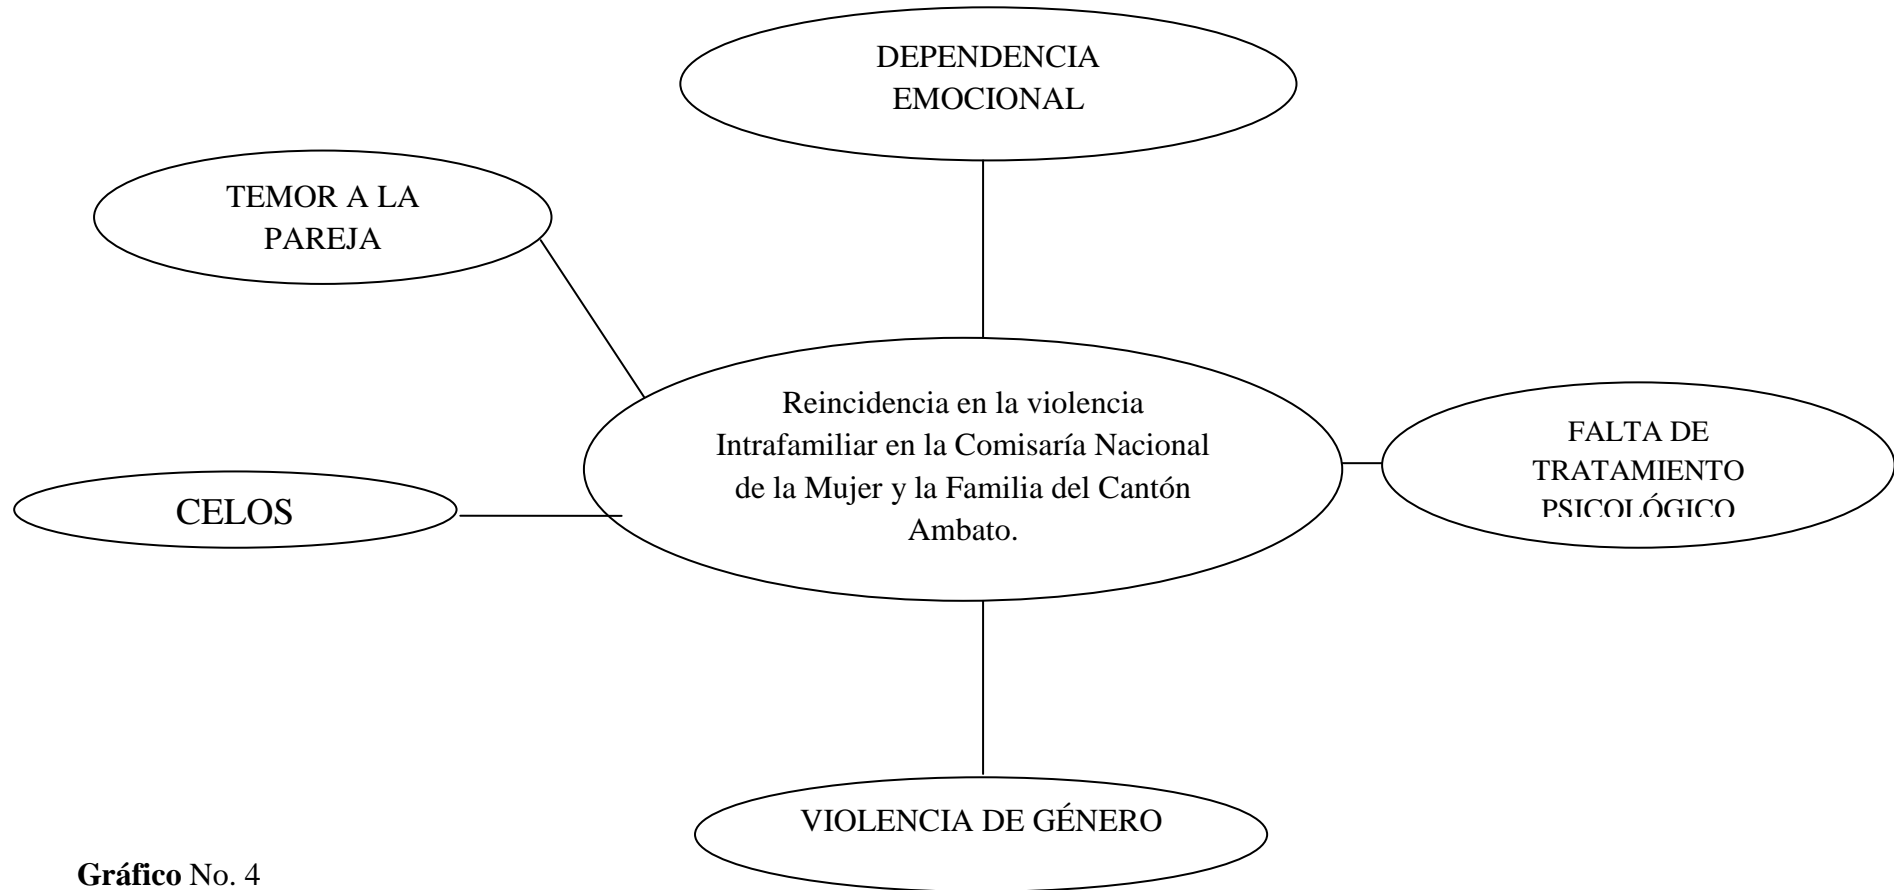 DEPENDENCIA
EMOCIONAL
TEMOR A LA
PAREJA
Reincidencia en la violencia
Intrafamiliar en la Comisaría Nacional
de la Mujer y la Familia del Cantón
Ambato.
FALTA DE
TRATAMIENTO
PSICOLÓGICO
CELOS
VIOLENCIA DE GÉNERO
Gráfico No. 4